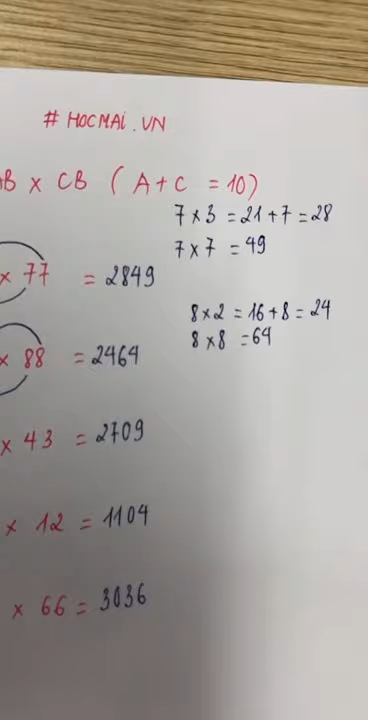 # HOCMAI.VN
AB x CB ( A + C = 10)
7 x 3 = 21 + 7 = 28
7 x 7 = 49
x 77 = 2849
8 x 2 = 16 + 8 = 24
8 x 8 = 64
x 88 = 2464
x 43 = 2709
x 12 = 1104
x 66 = 3036